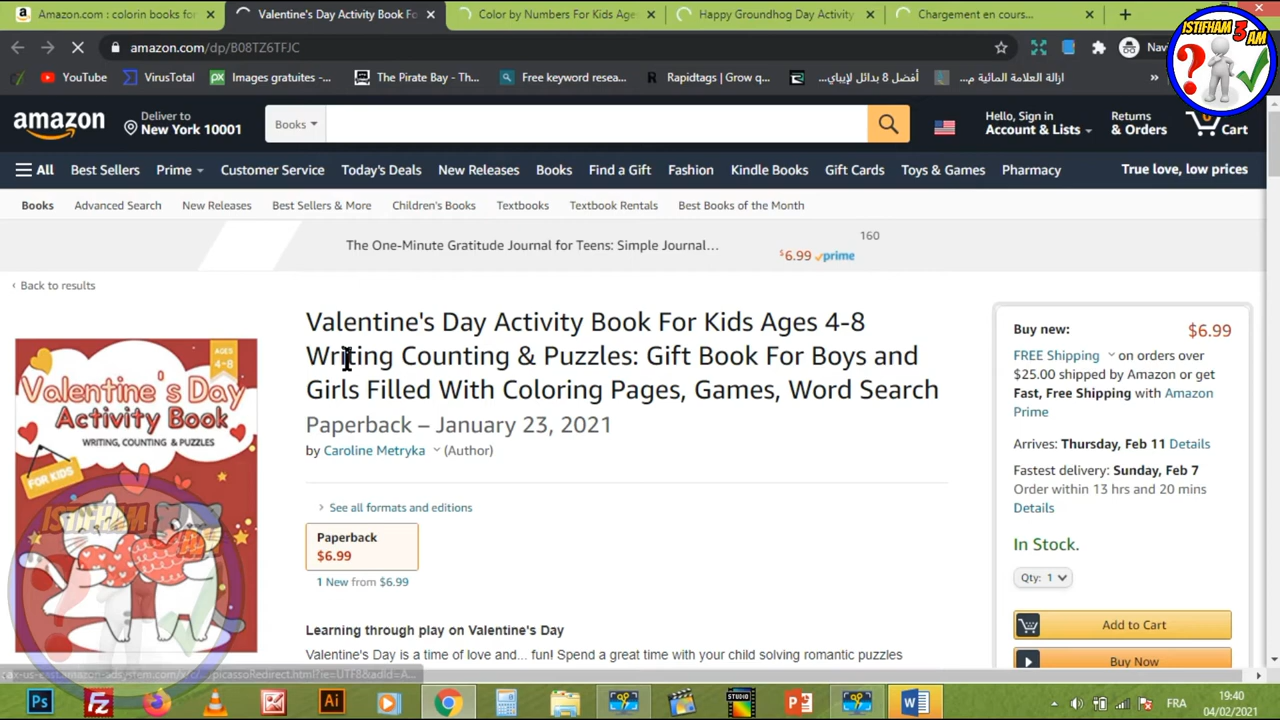 Amazon.com : colorin books for
Valentine's Day Activity Book Fo
Color by Numbers For Kids Age
Happy Groundhog Day Activity
Chargement en cours...
ISTIFHAM 3 AM
amazon.com/dp/B08TZ6TFJC
Nav
YouTube
VirusTotal
Images gratuites -...
The Pirate Bay - Th...
Free keyword resea...
Rapidtags | Grow q...
أفضل 8 بدائل لإيباي...
ازالة العلامة المائية م...
»
amazon
Deliver to
New York 10001
Books
Hello, Sign in
Account & Lists
Returns
& Orders
0
Cart
All
Best Sellers
Prime
Customer Service
Today's Deals
New Releases
Books
Find a Gift
Fashion
Kindle Books
Gift Cards
Toys & Games
Pharmacy
True love, low prices
Books
Advanced Search
New Releases
Best Sellers & More
Children's Books
Textbooks
Textbook Rentals
Best Books of the Month
The One-Minute Gratitude Journal for Teens: Simple Journal...
160
$6.99 prime
‹ Back to results
Valentine's Day Activity Book For Kids Ages 4-8
Writing Counting & Puzzles: Gift Book For Boys and
Girls Filled With Coloring Pages, Games, Word Search
Paperback – January 23, 2021
by Caroline Metryka (Author)
› See all formats and editions
Paperback
$6.99
1 New from $6.99
Learning through play on Valentine's Day
Valentine's Day is a time of love and... fun! Spend a great time with your child solving romantic puzzles
AGES
4-8
Valentine's Day
Activity Book
WRITING, COUNTING & PUZZLES
FOR KIDS
ISTIFHAM
Buy new:
$6.99
FREE Shipping on orders over
$25.00 shipped by Amazon or get
Fast, Free Shipping with Amazon
Prime
Arrives: Thursday, Feb 11 Details
Fastest delivery: Sunday, Feb 7
Order within 13 hrs and 20 mins
Details
In Stock.
Qty: 1
Add to Cart
Buy Now
Ps
Fz
Ai
STUDIO
P
W
FRA
19:40
04/02/2021